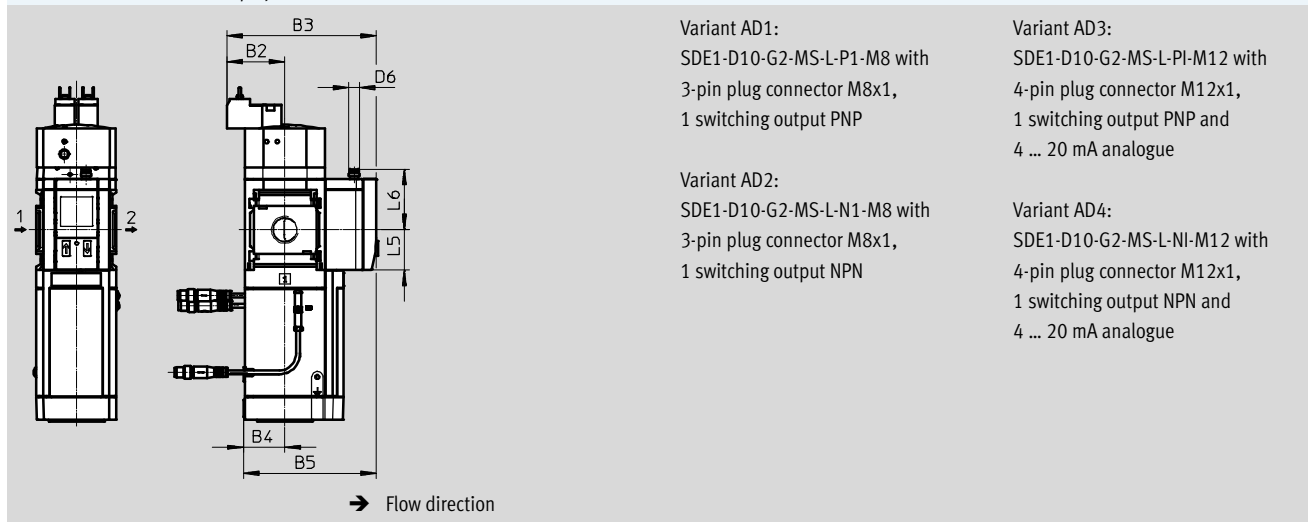 B3
B2
D6
L6
L5
1
2
B4
B5
➔ Flow direction
Variant AD1:
SDE1-D10-G2-MS-L-P1-M8 with
3-pin plug connector M8x1,
1 switching output PNP
Variant AD2:
SDE1-D10-G2-MS-L-N1-M8 with
3-pin plug connector M8x1,
1 switching output NPN
Variant AD3:
SDE1-D10-G2-MS-L-PI-M12 with
4-pin plug connector M12x1,
1 switching output PNP and
4 … 20 mA analogue
Variant AD4:
SDE1-D10-G2-MS-L-NI-M12 with
4-pin plug connector M12x1,
1 switching output NPN and
4 … 20 mA analogue